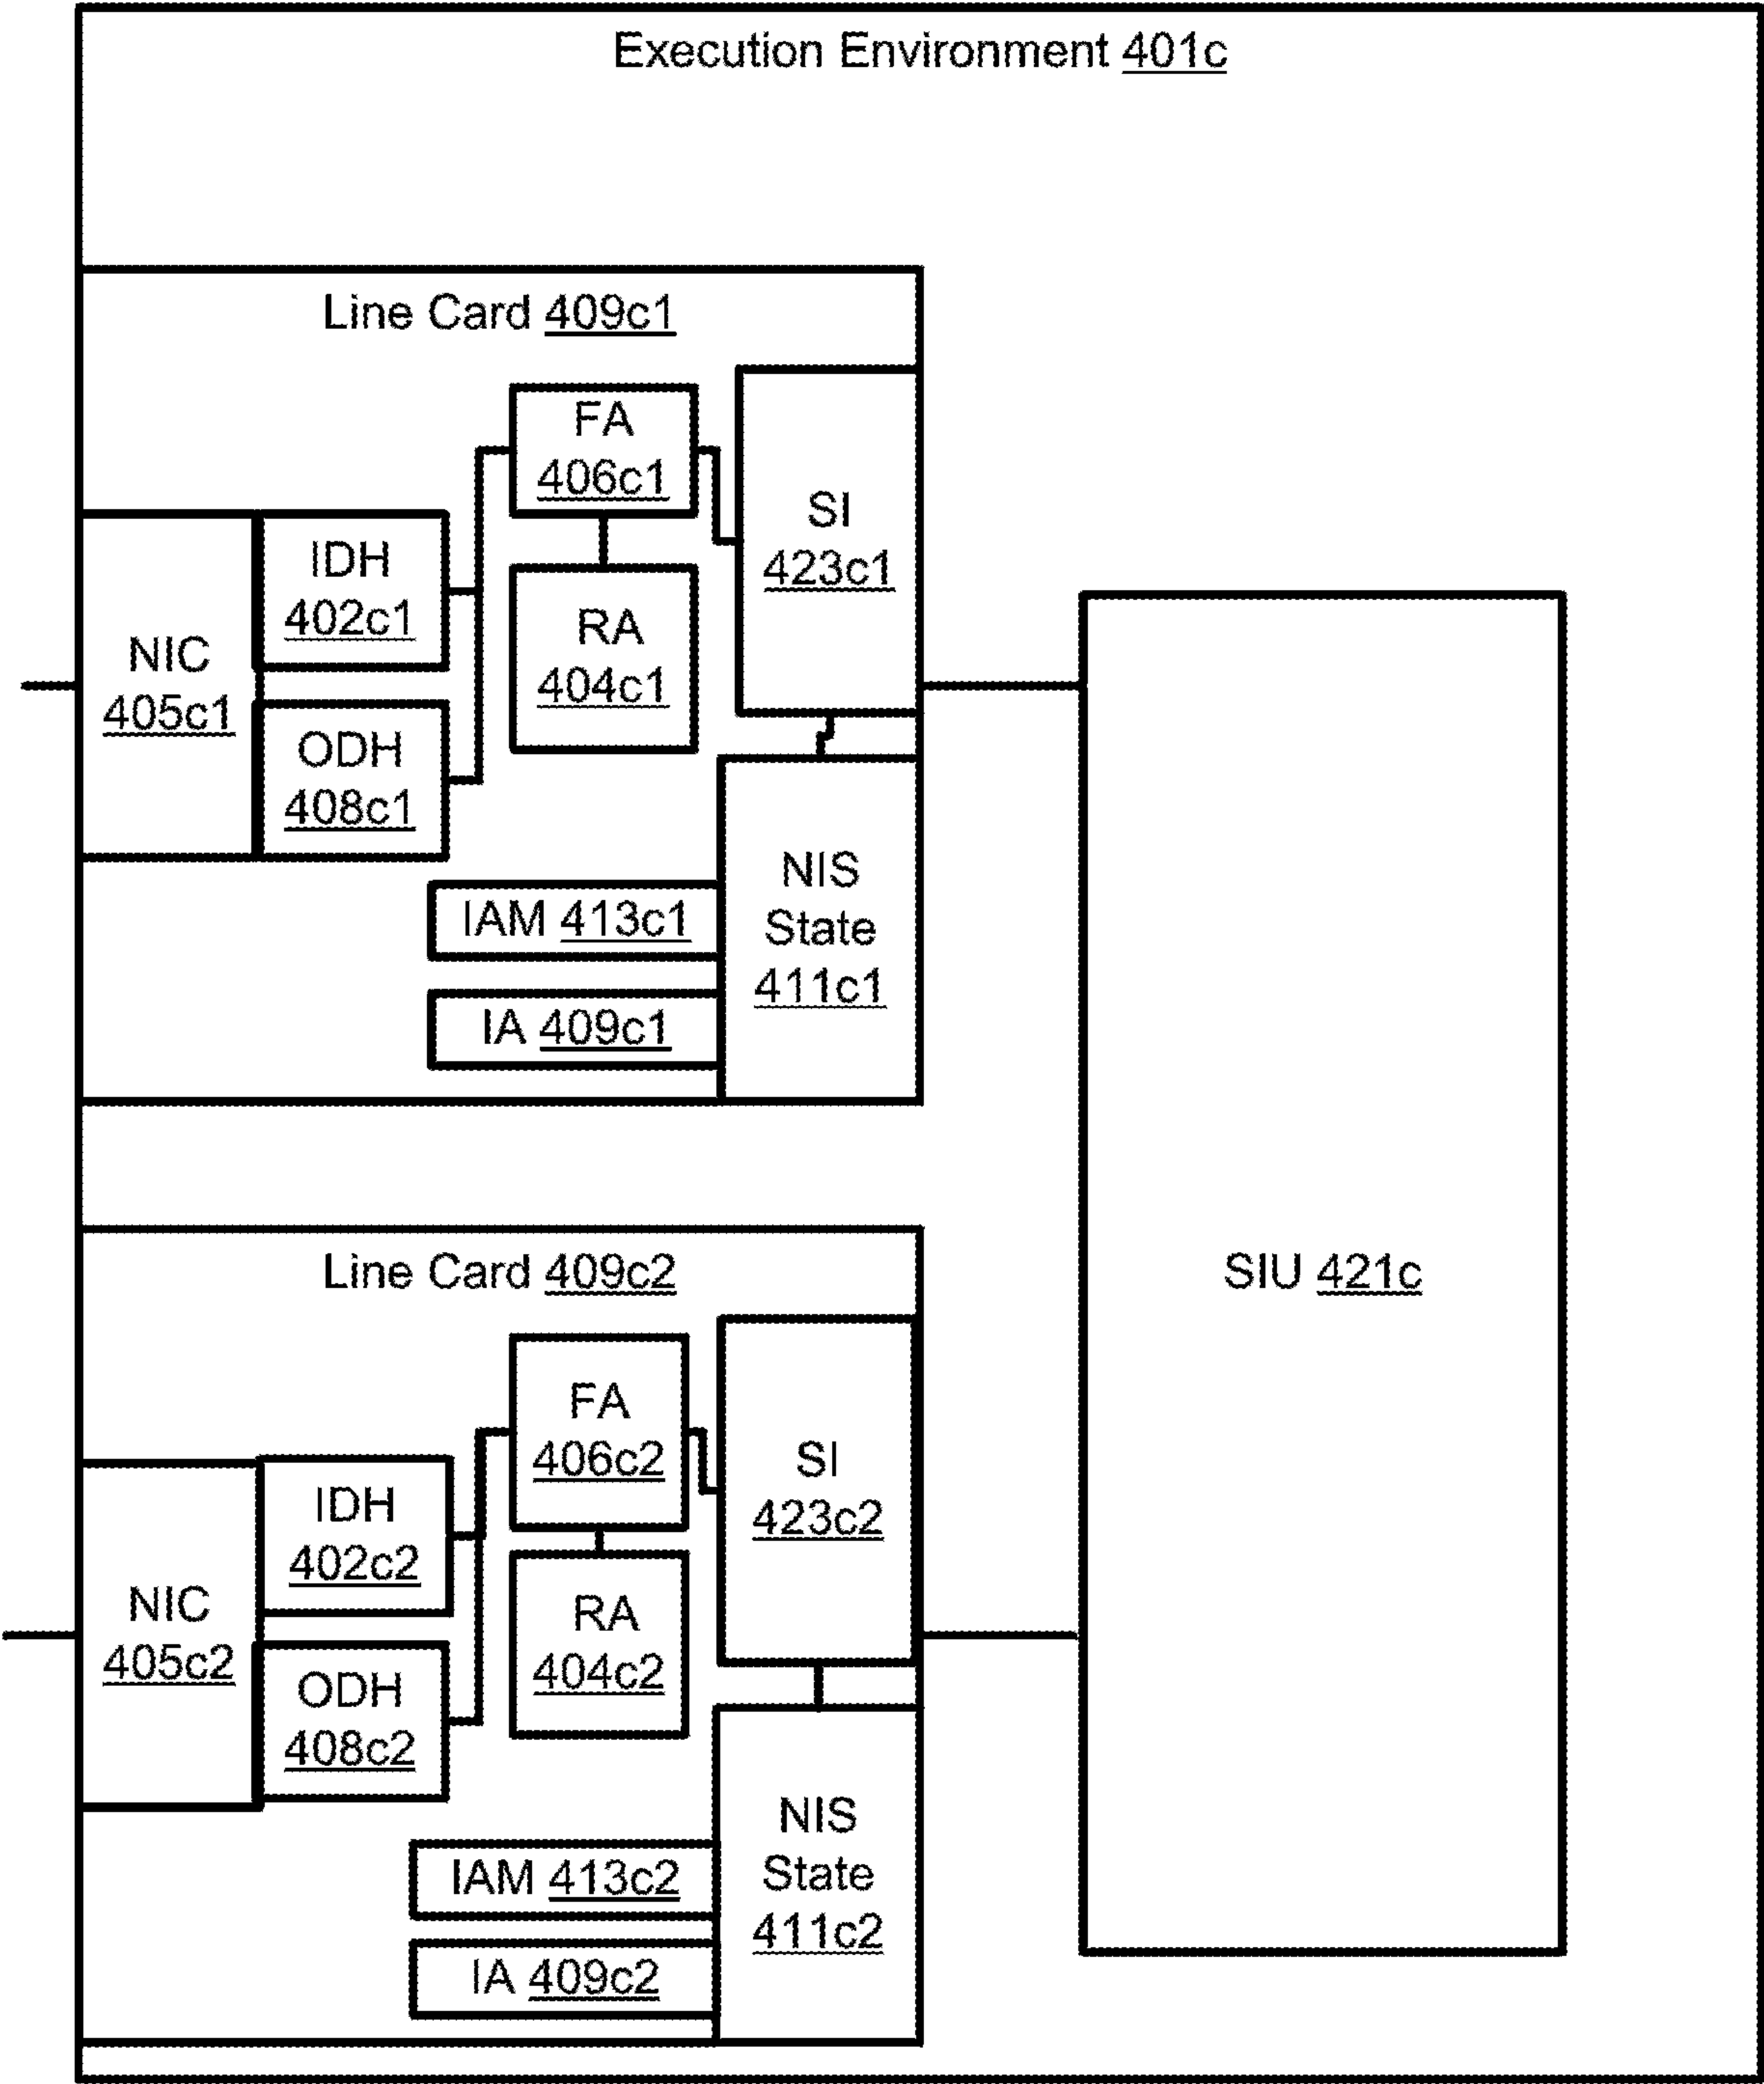 Execution Environment 401c
Line Card 409c1
FA
406c1
SI
423c1
IDH
402c1
RA
404c1
NIC
405c1
ODH
408c1
NIS
State
411c1
IAM 413c1
IA 409c1
Line Card 409c2
SIU 421c
FA
406c2
SI
423c2
IDH
402c2
RA
404c2
NIC
405c2
ODH
408c2
NIS
State
411c2
IAM 413c2
IA 409c2